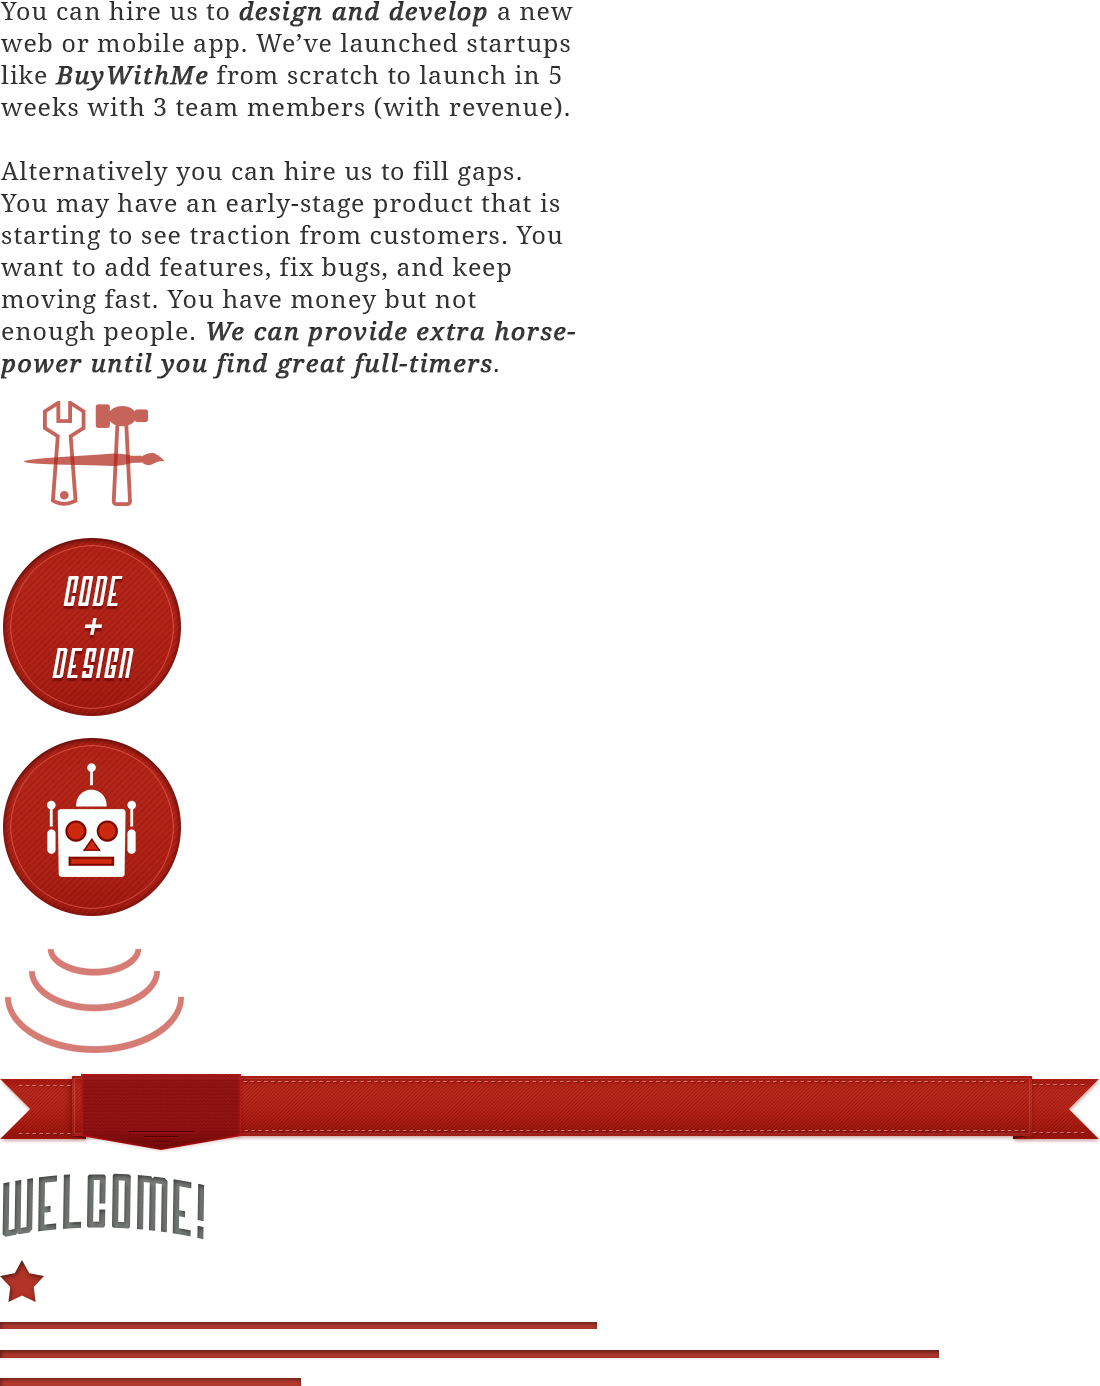 You can hire us to design and develop a new
web or mobile app. We’ve launched startups
like BuyWithMe from scratch to launch in 5
weeks with 3 team members (with revenue).
Alternatively you can hire us to fill gaps.
You may have an early-stage product that is
starting to see traction from customers. You
want to add features, fix bugs, and keep
moving fast. You have money but not
enough people. We can provide extra horse-
power until you find great full-timers.
CODE
+
DESIGN
WELCOME!